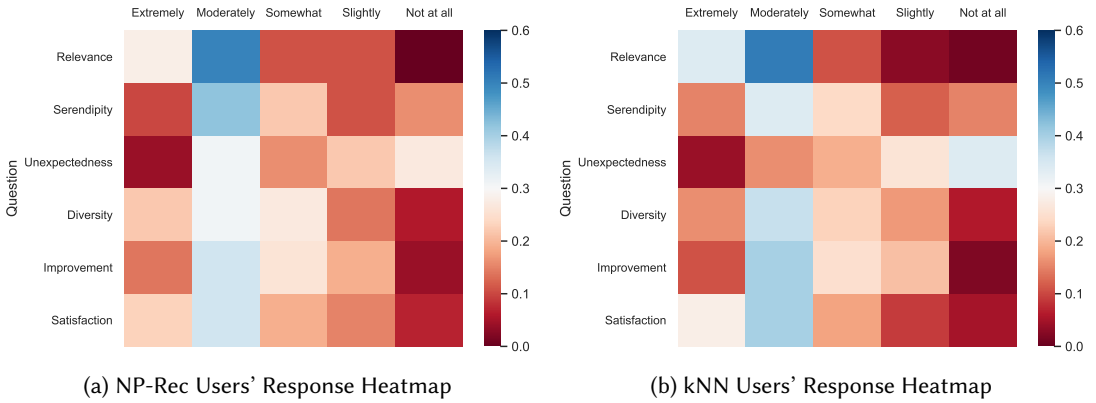 Extremely Moderately Somewhat Slightly Not at all
Relevance
Serendipity
Unexpectedness
Diversity
Improvement
Satisfaction
Question
0.6
0.5
0.4
0.3
0.2
0.1
0.0
(a) NP-Rec Users' Response Heatmap
Extremely Moderately Somewhat Slightly Not at all
Relevance
Serendipity
Unexpectedness
Diversity
Improvement
Satisfaction
Question
0.6
0.5
0.4
0.3
0.2
0.1
0.0
(b) kNN Users' Response Heatmap